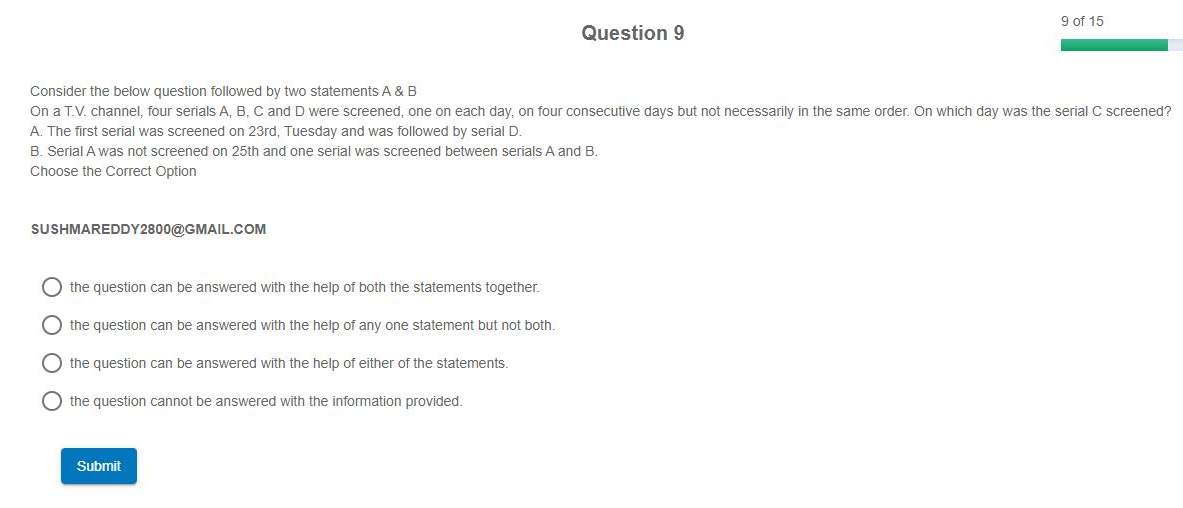 Question 9
9 of 15
Consider the below question followed by two statements A & B
On a T.V. channel, four serials A, B, C and D were screened, one on each day, on four consecutive days but not necessarily in the same order. On which day was the serial C screened?
A. The first serial was screened on 23rd, Tuesday and was followed by serial D.
B. Serial A was not screened on 25th and one serial was screened between serials A and B.
Choose the Correct Option
SUSHMAREDDY2800@GMAIL.COM
the question can be answered with the help of both the statements together.
the question can be answered with the help of any one statement but not both.
the question can be answered with the help of either of the statements.
the question cannot be answered with the information provided.
Submit